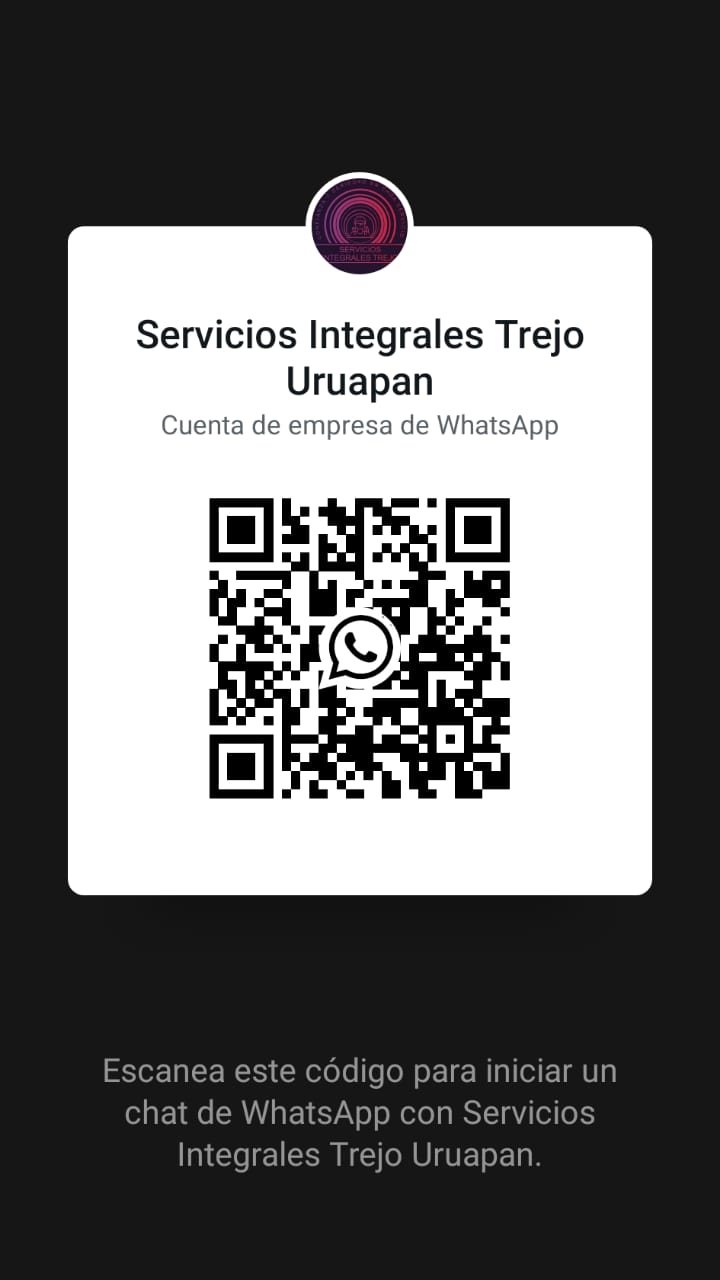 SERVICIOS
INTEGRALES TREJO
Servicios Integrales Trejo
Uruapan
Cuenta de empresa de WhatsApp
Escanea este código para iniciar un
chat de WhatsApp con Servicios
Integrales Trejo Uruapan.